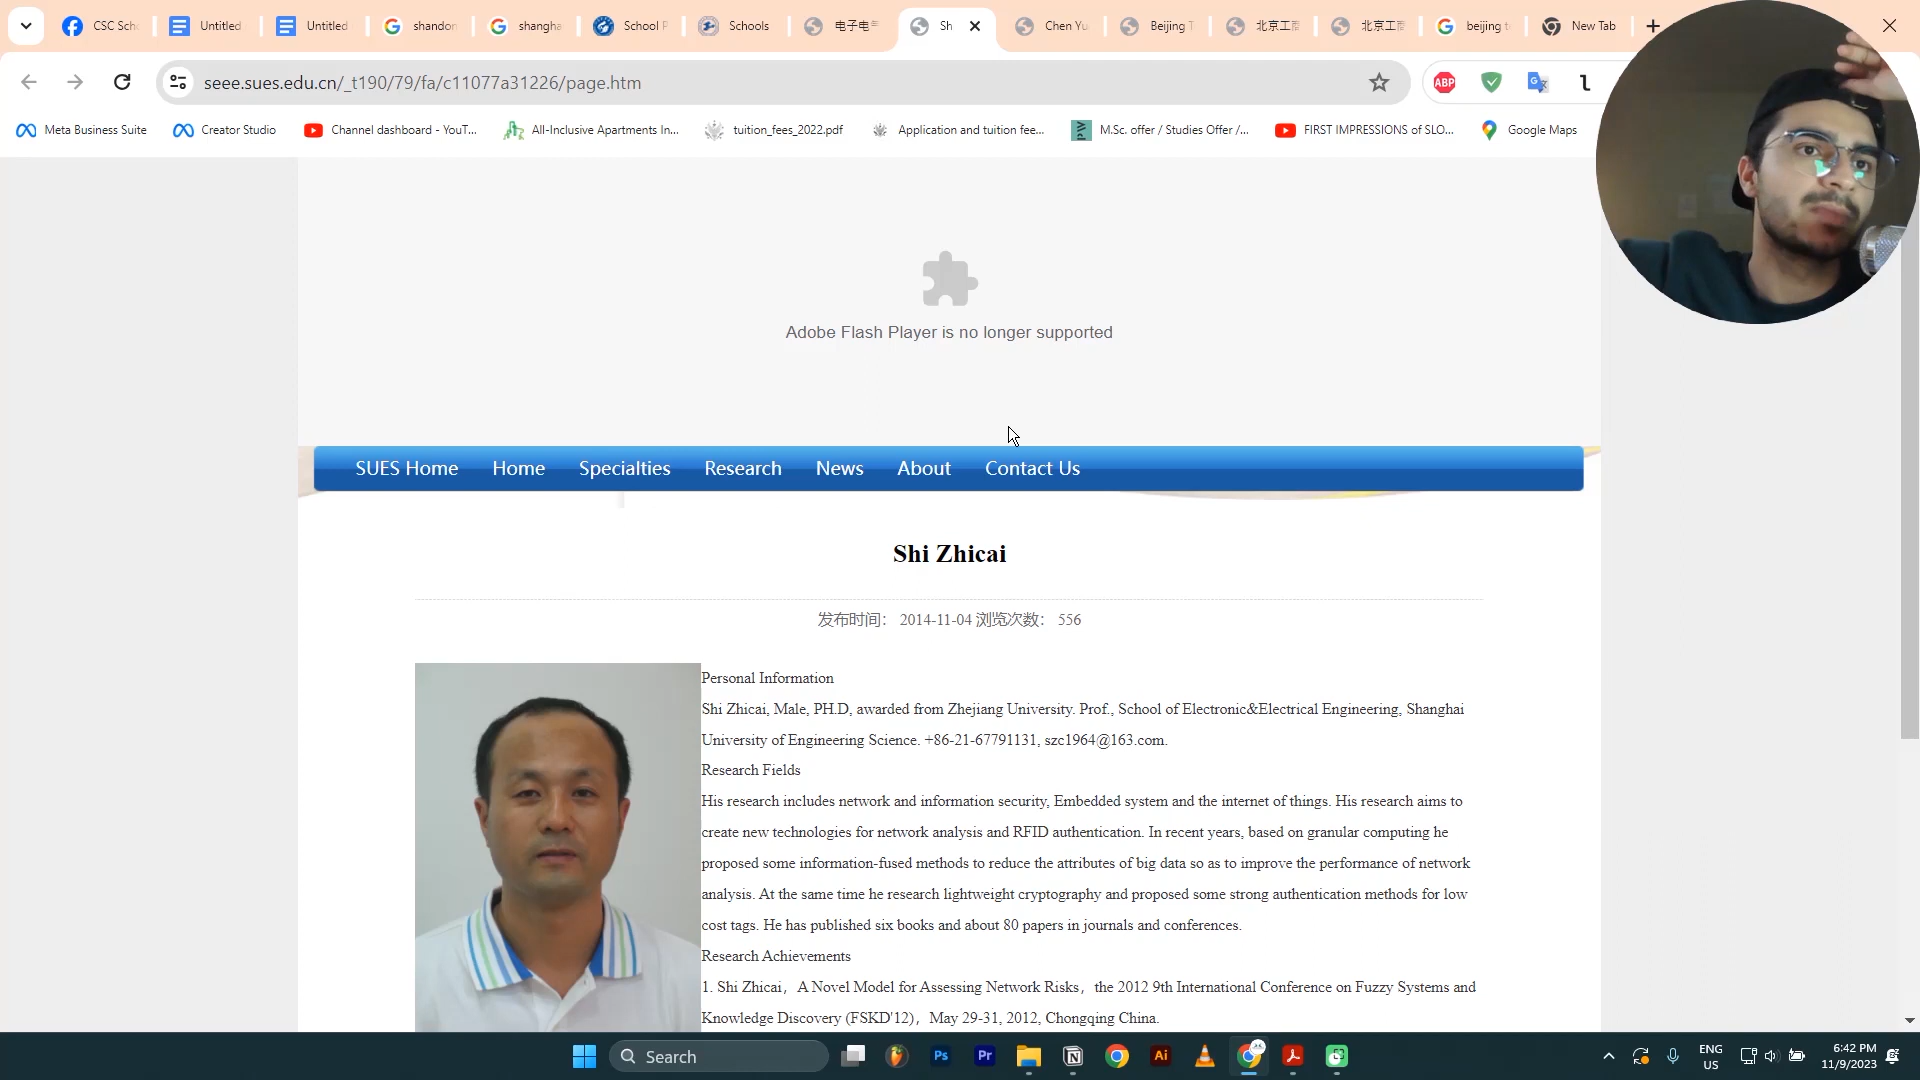 CSC Sch
Untitled
Untitled
shandon
shangha
School P
Schools
电子电气
Sh
Chen Yu
Beijing T
北京工商
北京工商
beijing t
New Tab
seee.sues.edu.cn/_t190/79/fa/c11077a31226/page.htm
ABP
Meta Business Suite
Creator Studio
Channel dashboard - YouT...
All-Inclusive Apartments In...
tuition_fees_2022.pdf
Application and tuition fee...
M.Sc. offer / Studies Offer /...
FIRST IMPRESSIONS of SLO...
Google Maps
Adobe Flash Player is no longer supported
SUES Home
Home
Specialties
Research
News
About
Contact Us
Shi Zhicai
发布时间： 2014-11-04 浏览次数： 556
Personal Information
Shi Zhicai, Male, PH.D, awarded from Zhejiang University. Prof., School of Electronic&Electrical Engineering, Shanghai
University of Engineering Science. +86-21-67791131, szc1964@163.com.
Research Fields
His research includes network and information security, Embedded system and the internet of things. His research aims to
create new technologies for network analysis and RFID authentication. In recent years, based on granular computing he
proposed some information-fused methods to reduce the attributes of big data so as to improve the performance of network
analysis. At the same time he research lightweight cryptography and proposed some strong authentication methods for low
cost tags. He has published six books and about 80 papers in journals and conferences.
Research Achievements
1. Shi Zhicai，A Novel Model for Assessing Network Risks，the 2012 9th International Conference on Fuzzy Systems and
Knowledge Discovery (FSKD'12)，May 29-31, 2012, Chongqing China.
Search
Ps
Pr
Ai
ENG
US
6:42 PM
11/9/2023